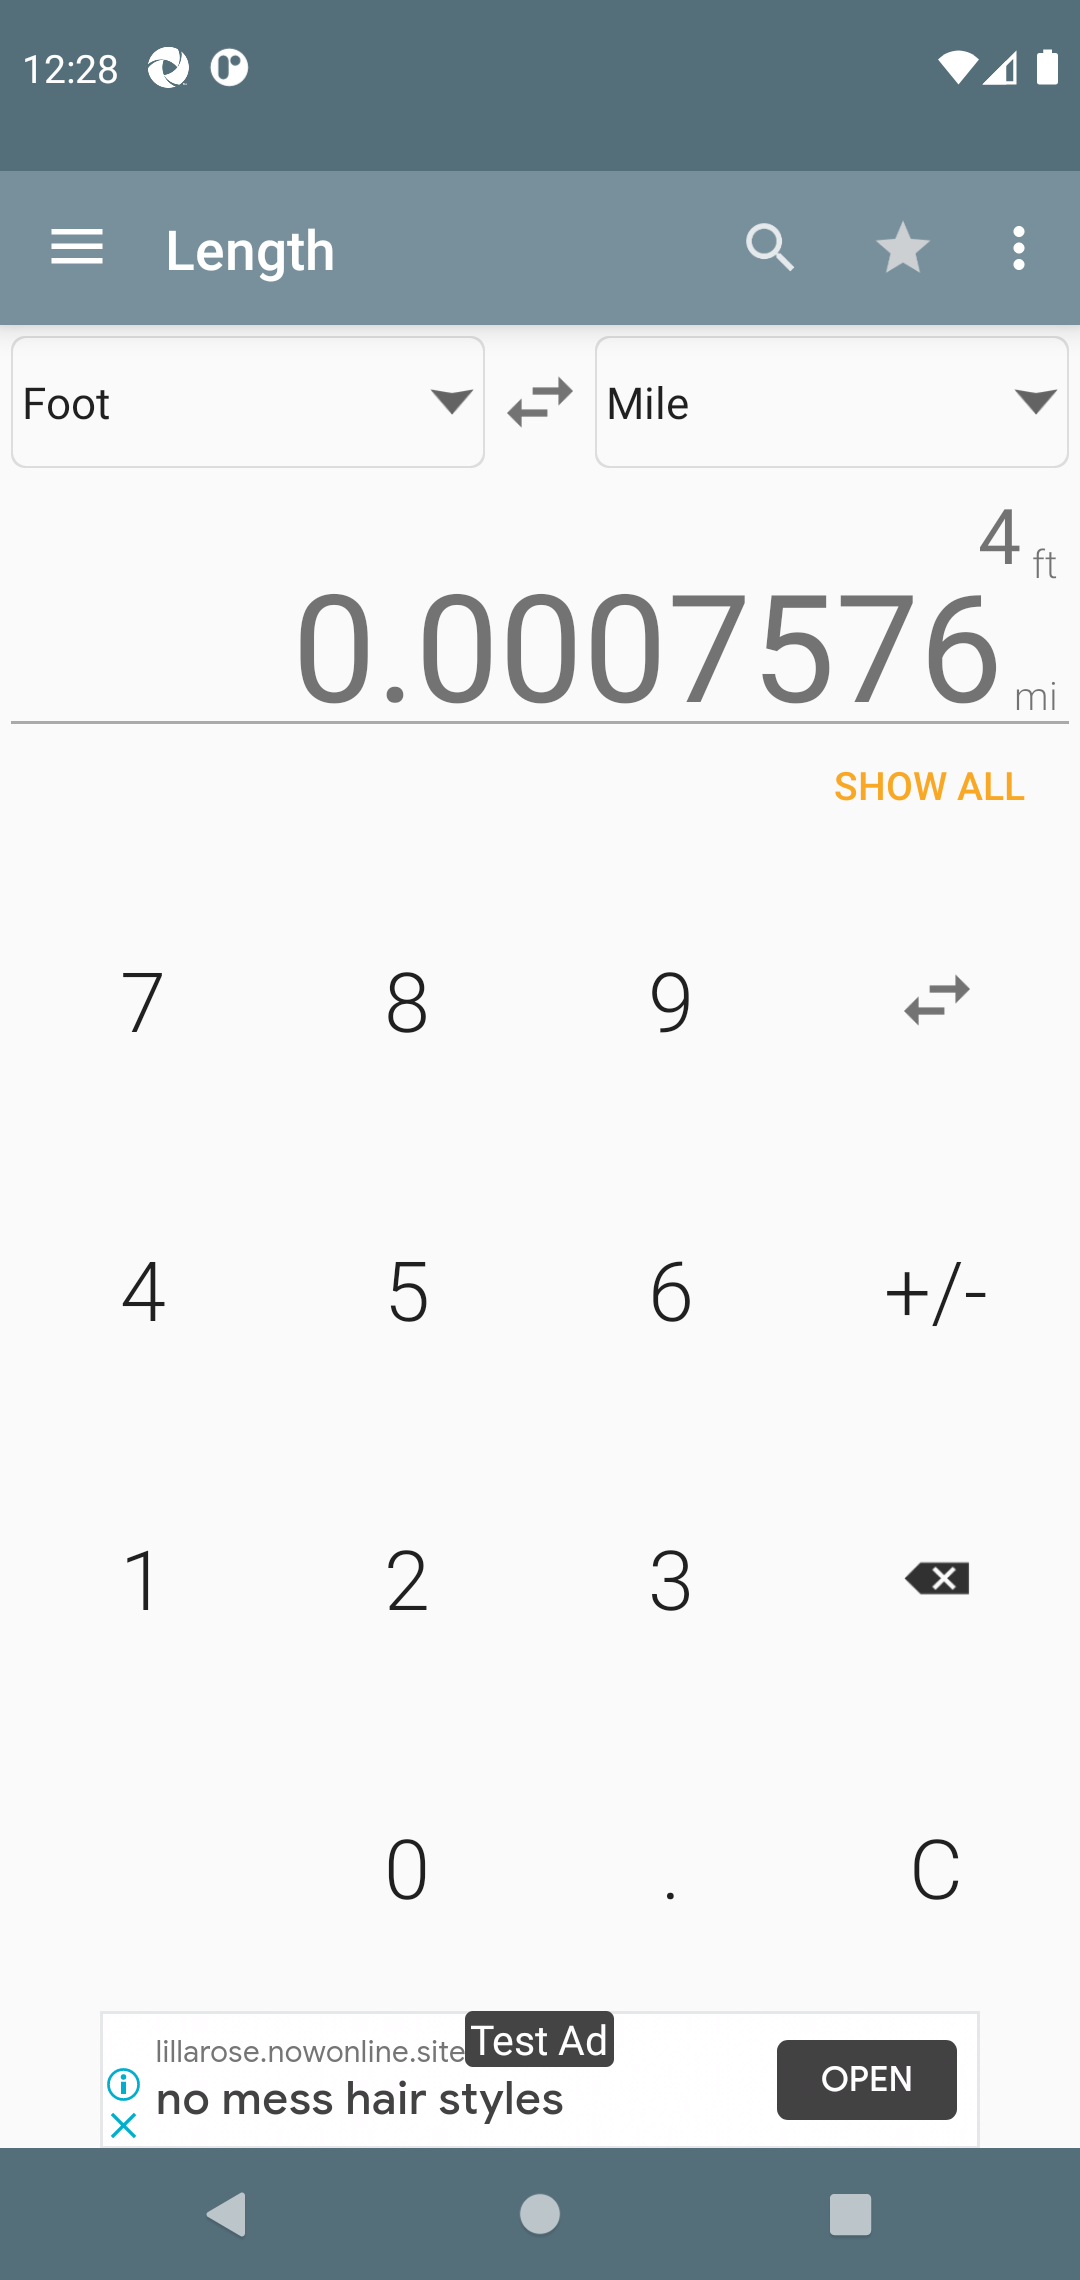 12:28
Length
Foot
Mile
4 ft
0.0007576 mi
SHOW ALL
7 8 9
4 5 6 +/-
1 2 3
0 . C
Test Ad
lillarose.nowonline.site
no mess hair styles
OPEN